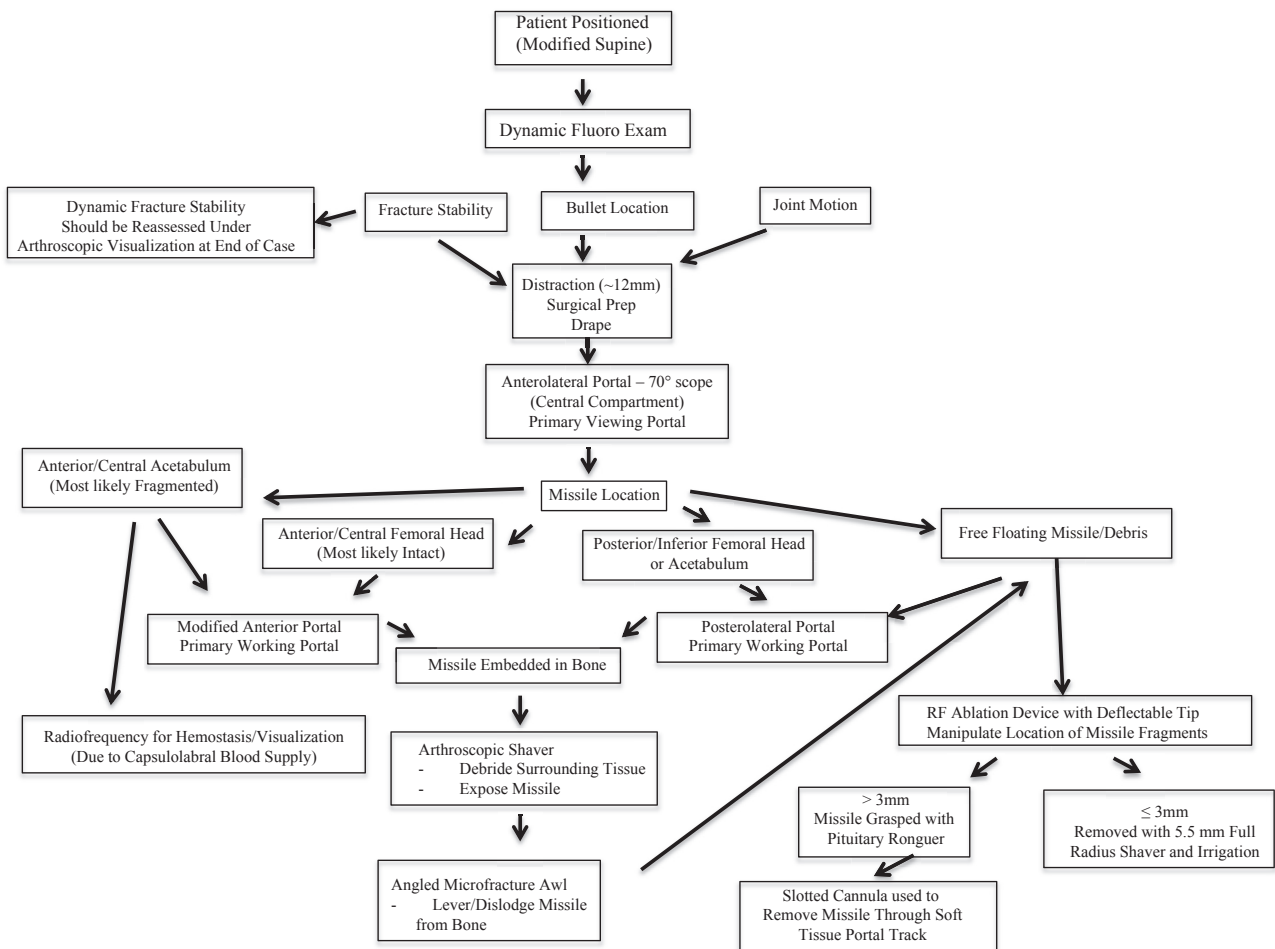 Patient Positioned
(Modified Supine)
Dynamic Fluoro Exam
Dynamic Fracture Stability
Should be Reassessed Under
Arthroscopic Visualization at End of Case
Fracture Stability
Bullet Location
Joint Motion
Distraction (~12mm)
Surgical Prep
Drape
Anterolateral Portal – 70° scope
(Central Compartment)
Primary Viewing Portal
Anterior/Central Acetabulum
(Most likely Fragmented)
Missile Location
Anterior/Central Femoral Head
(Most likely Intact)
Posterior/Inferior Femoral Head
or Acetabulum
Free Floating Missile/Debris
Modified Anterior Portal
Primary Working Portal
Posterolateral Portal
Primary Working Portal
Missile Embedded in Bone
Radiofrequency for Hemostasis/Visualization
(Due to Capsulolabral Blood Supply)
Arthroscopic Shaver
- Debride Surrounding Tissue
- Expose Missile
RF Ablation Device with Deflectable Tip
Manipulate Location of Missile Fragments
> 3mm
Missile Grasped with
Pituitary Ronguer
≤ 3mm
Removed with 5.5 mm Full
Radius Shaver and Irrigation
Angled Microfracture Awl
- Lever/Dislodge Missile
from Bone
Slotted Cannula used to
Remove Missile Through Soft
Tissue Portal Track